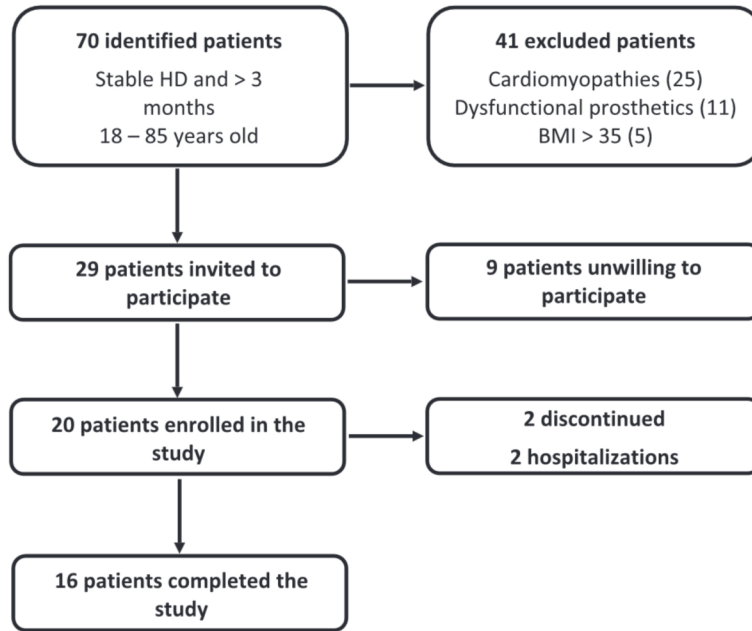 70 identified patients
Stable HD and > 3
months
18 – 85 years old
41 excluded patients
Cardiomyopathies (25)
Dysfunctional prosthetics (11)
BMI > 35 (5)
29 patients invited to
participate
9 patients unwilling to
participate
20 patients enrolled in the
study
2 discontinued
2 hospitalizations
16 patients completed the
study